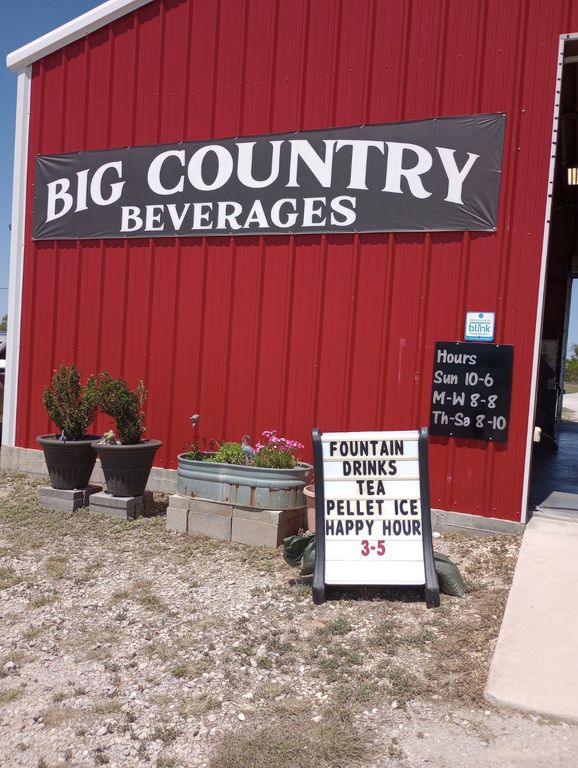 BIG COUNTRY
BEVERAGES
blink
Hours
Sun 10-6
M-W 8-8
Th-Sa 8-10
FOUNTAIN
DRINKS
TEA
PELLET ICE
HAPPY HOUR
3-5